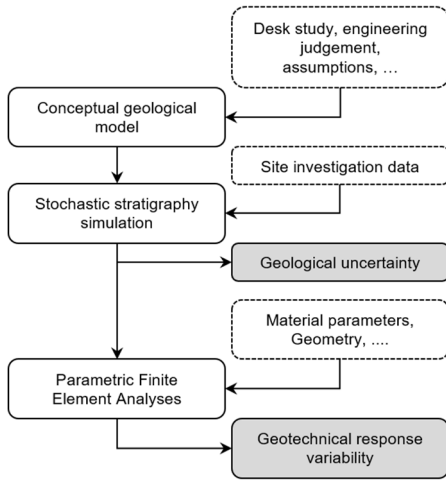 Desk study, engineering
judgement,
assumptions, ...
Conceptual geological
model
Site investigation data
Stochastic stratigraphy
simulation
Geological uncertainty
Material parameters,
Geometry, ....
Parametric Finite
Element Analyses
Geotechnical response
variability